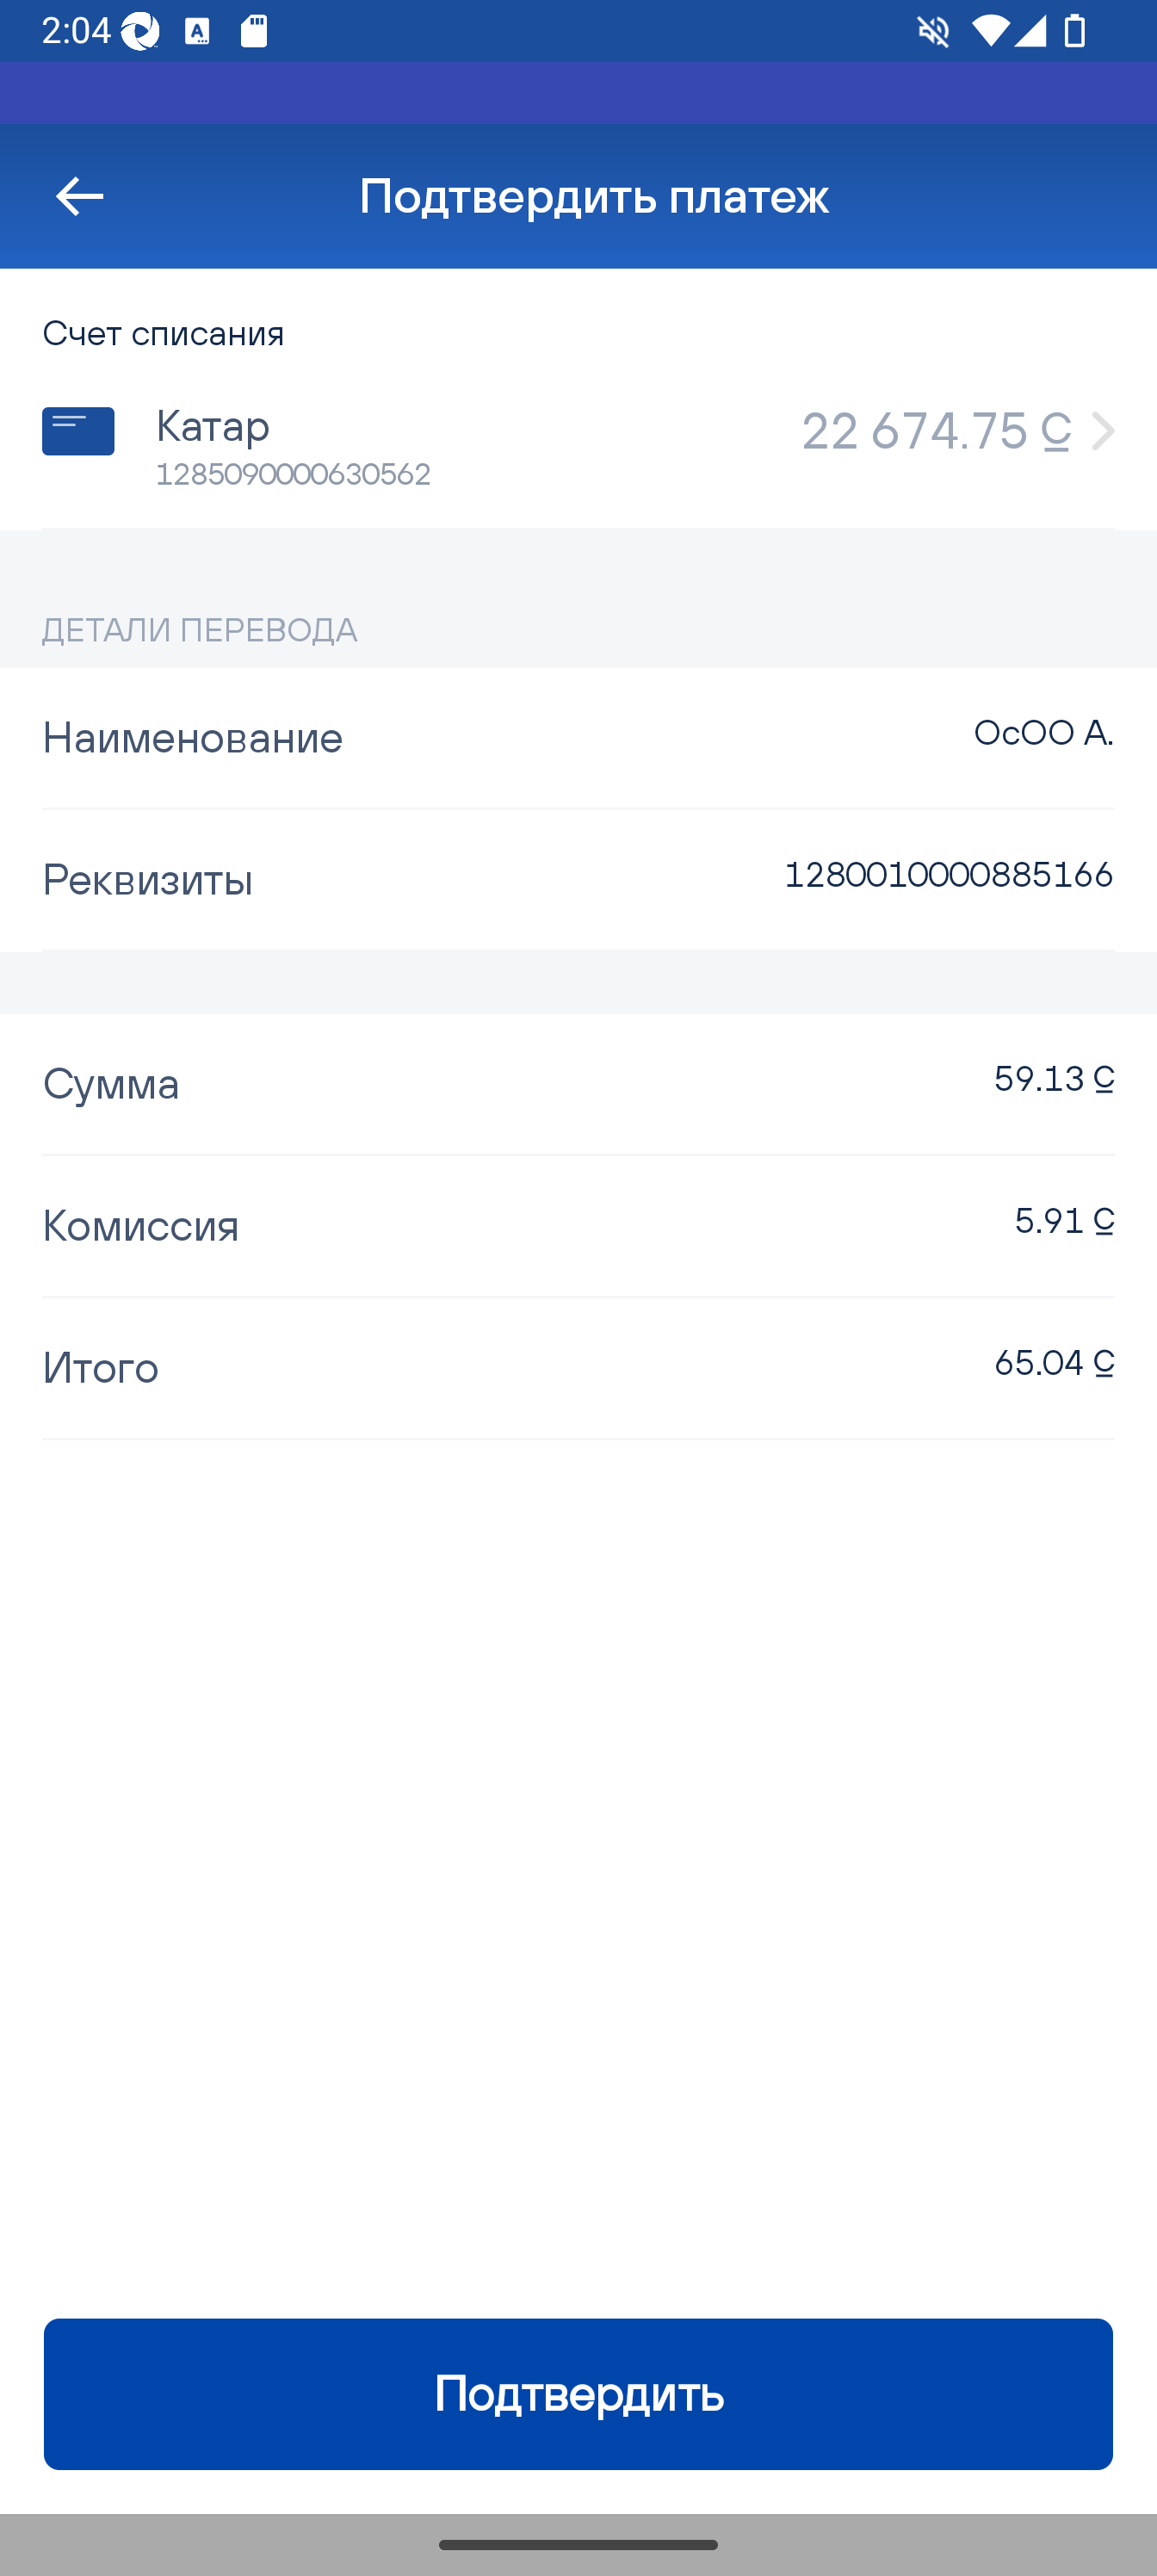 2:04
Подтвердить платеж
Счет списания
Катар
22 674.75 С
1285090000630562
ДЕТАЛИ ПЕРЕВОДА
Наименование
ОсОО А.
Реквизиты
1280010000885166
Сумма
59.13 С
Комиссия
5.91 С
Итого
65.04 С
Подтвердить